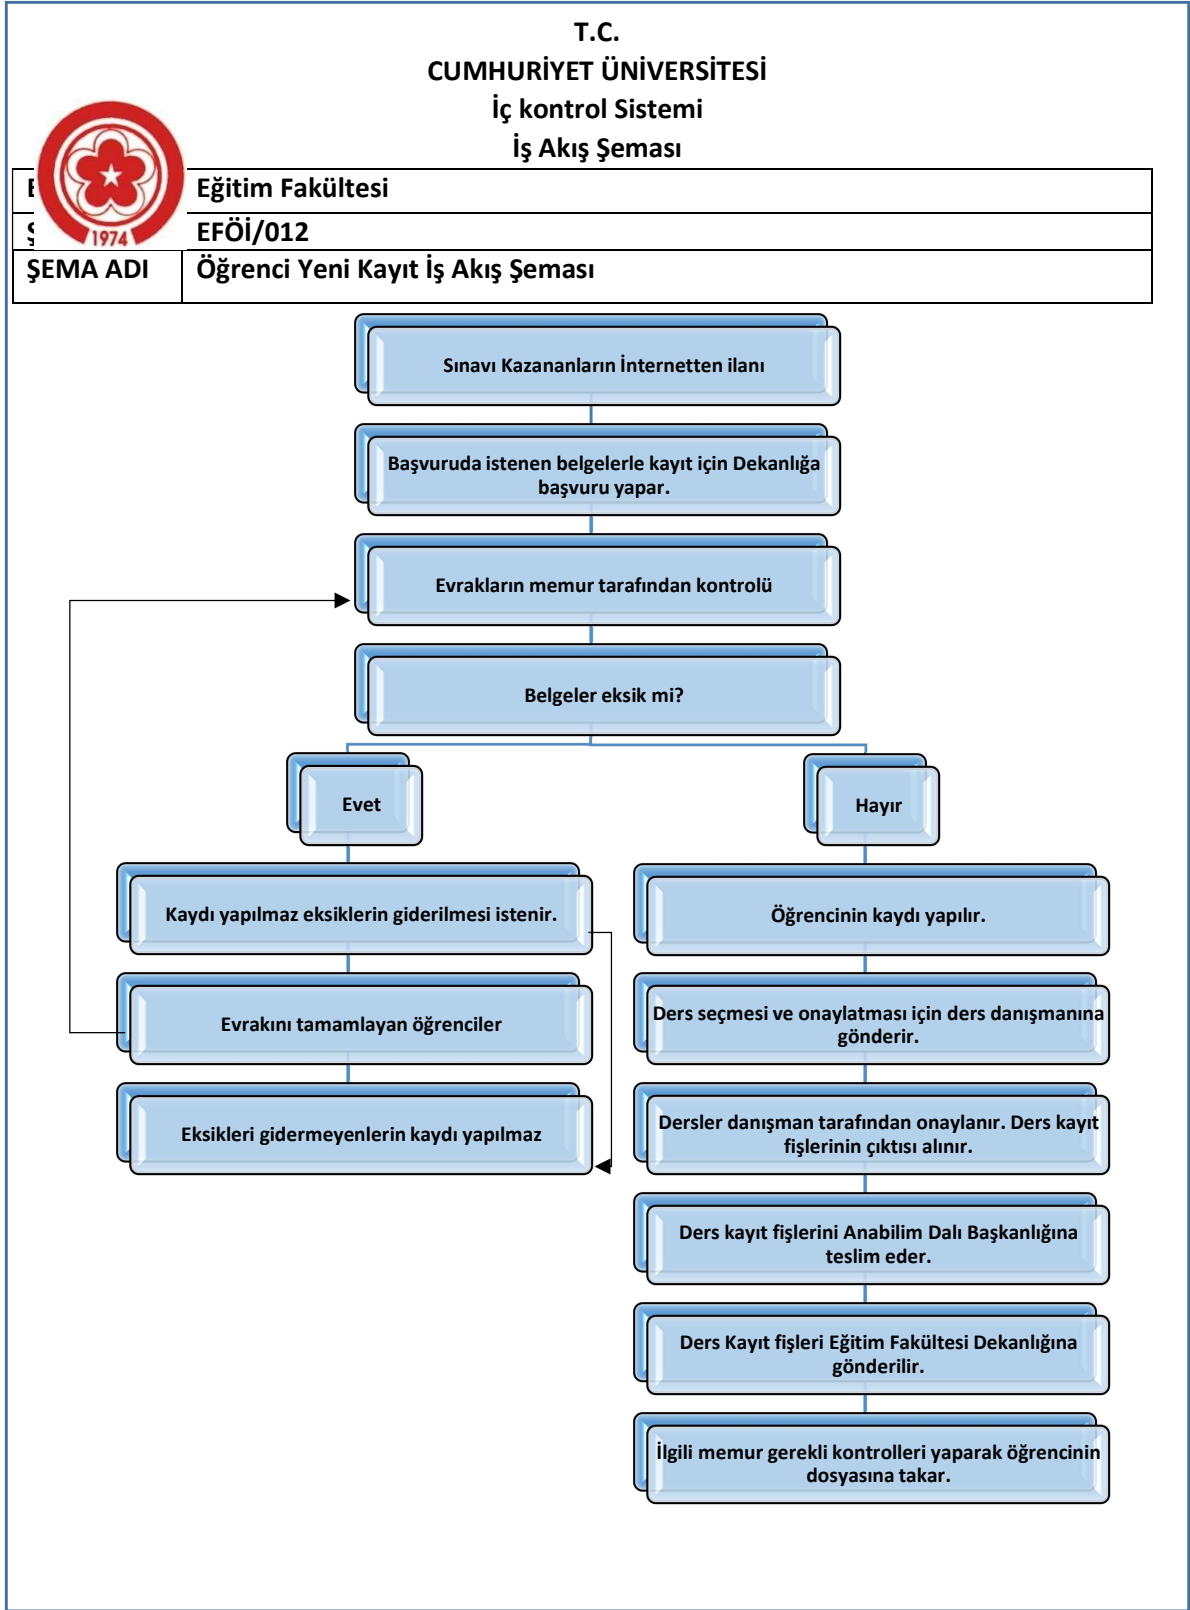 T.C.
CUMHURİYET ÜNİVERSİTESİ
İç kontrol Sistemi
İş Akış Şeması
1974
Eğitim Fakültesi
EFÖİ/012
ŞEMA ADI Öğrenci Yeni Kayıt İş Akış Şeması
Sınavı Kazananların İnternetten ilanı
Başvuruda istenen belgelerle kayıt için Dekanlığa
başvuru yapar.
Evrakların memur tarafından kontrolü
Belgeler eksik mi?
Evet
Hayır
Kaydı yapılmaz eksiklerin giderilmesi istenir.
Evrakını tamamlayan öğrenciler
Eksikleri gidermeyenlerin kaydı yapılmaz
Öğrencinin kaydı yapılır.
Ders seçmesi ve onaylatması için ders danışmanına
gönderir.
Dersler danışman tarafından onaylanır. Ders kayıt
fişlerinin çıktısı alınır.
Ders kayıt fişlerini Anabilim Dalı Başkanlığına
teslim eder.
Ders Kayıt fişleri Eğitim Fakültesi Dekanlığına
gönderilir.
İlgili memur gerekli kontrolleri yaparak öğrencinin
dosyasına takar.